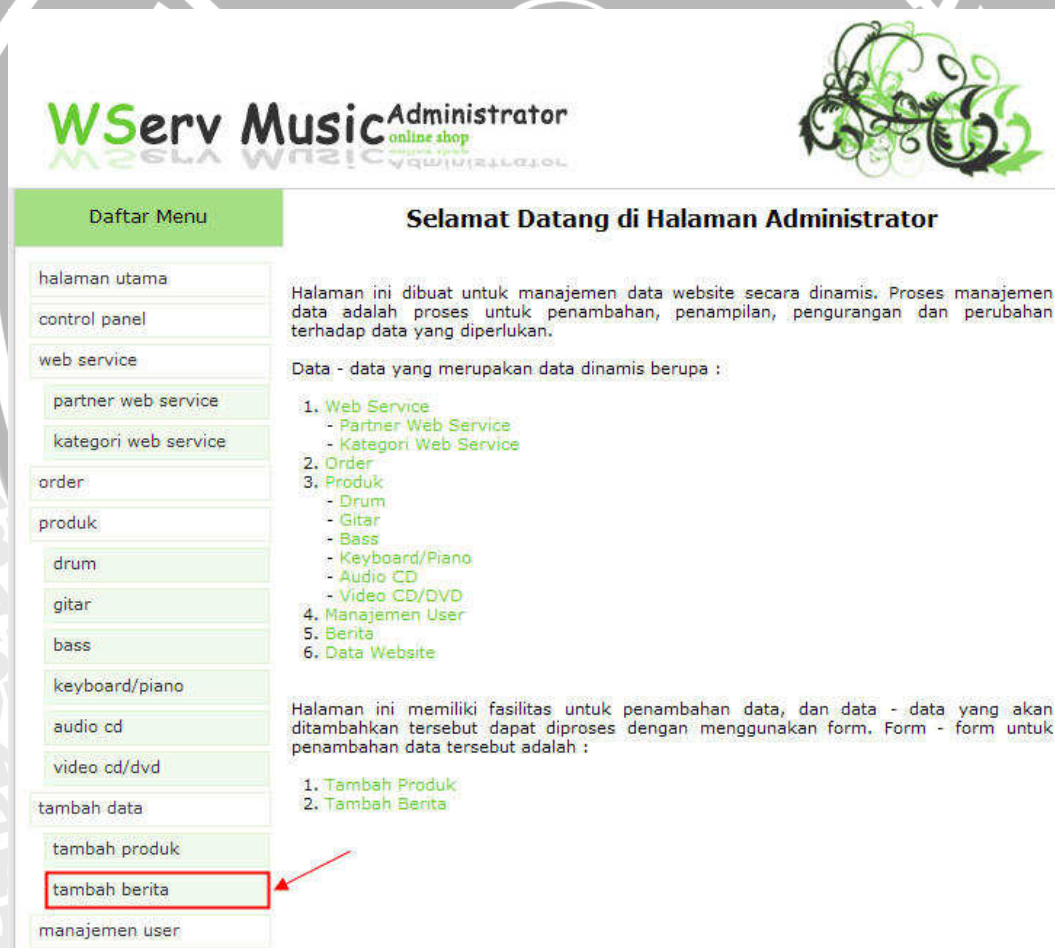 WServ Music Administrator
online shop
Daftar Menu
halaman utama
control panel
web service
partner web service
kategori web service
order
produk
drum
gitar
bass
keyboard/piano
audio cd
video cd/dvd
tambah data
tambah produk
tambah berita
manajemen user
Selamat Datang di Halaman Administrator
Halaman ini dibuat untuk manajemen data website secara dinamis. Proses manajemen
data adalah proses untuk penambahan, penampilan, pengurangan dan perubahan
terhadap data yang diperlukan.
Data - data yang merupakan data dinamis berupa :
1. Web Service
- Partner Web Service
- Kategori Web Service
2. Order
3. Produk
- Drum
- Gitar
- Bass
- Keyboard/Piano
- Audio CD
- Video CD/DVD
4. Manajemen User
5. Berita
6. Data Website
Halaman ini memiliki fasilitas untuk penambahan data, dan data - data yang akan
ditambahkan tersebut dapat diproses dengan menggunakan form. Form - form untuk
penambahan data tersebut adalah :
1. Tambah Produk
2. Tambah Berita